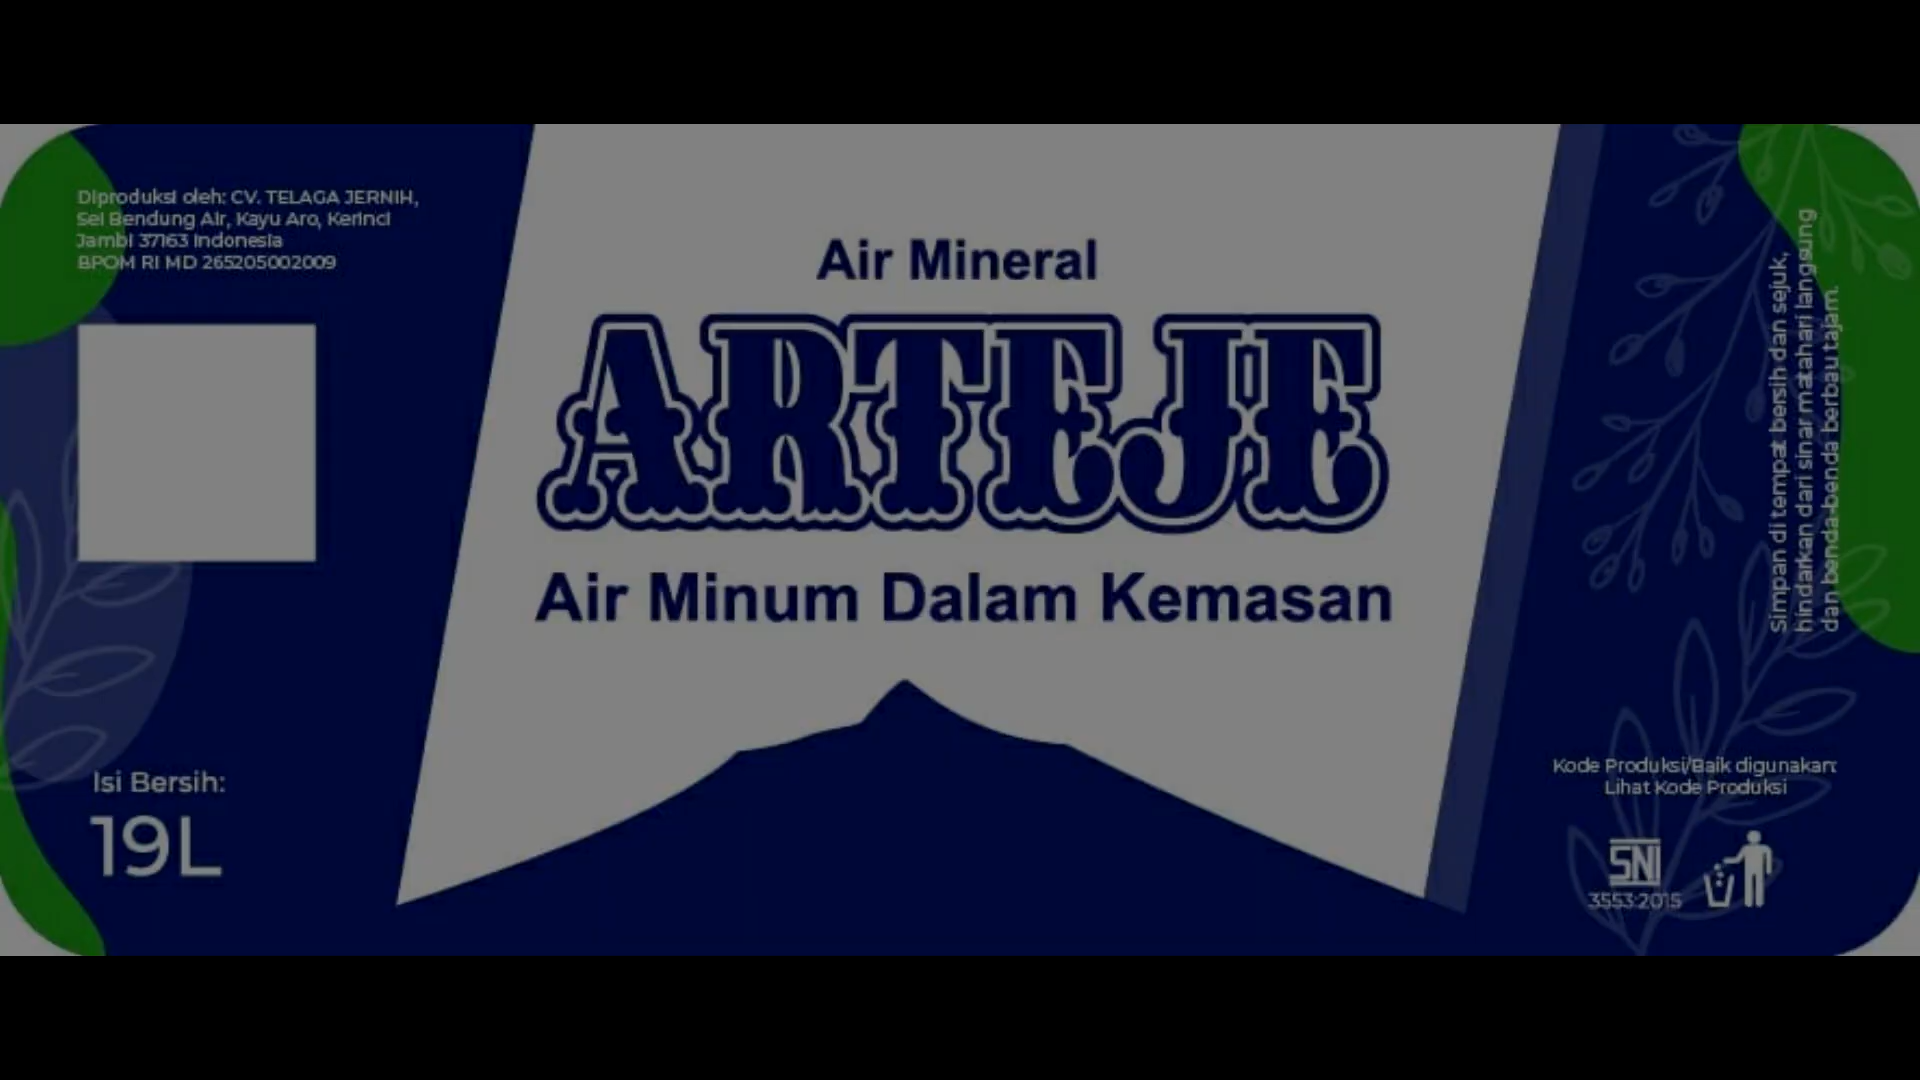 Diproduksi oleh: CV. TELAGA JERNIH,
Sei Bendung Air, Kayu Aro, Kerinci
Jambi 37163 Indonesia
BPOM RI MD 265205002009
Isi Bersih:
19L
Air Mineral
ARTEJE
Air Minum Dalam Kemasan
Simpan di tempat bersih dan sejuk,
hindarkan dari sinar matahari langsung
dan benda-benda berbau tajam.
Kode Produksi/Baik digunakan:
Lihat Kode Produksi
SNI
3553:2015